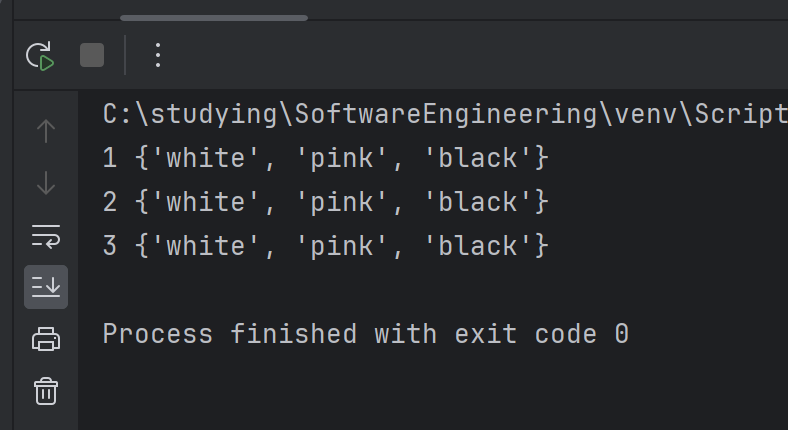 C:\studying\SoftwareEngineering\venv\Script
1 {'white', 'pink', 'black'}
2 {'white', 'pink', 'black'}
3 {'white', 'pink', 'black'}
Process finished with exit code 0